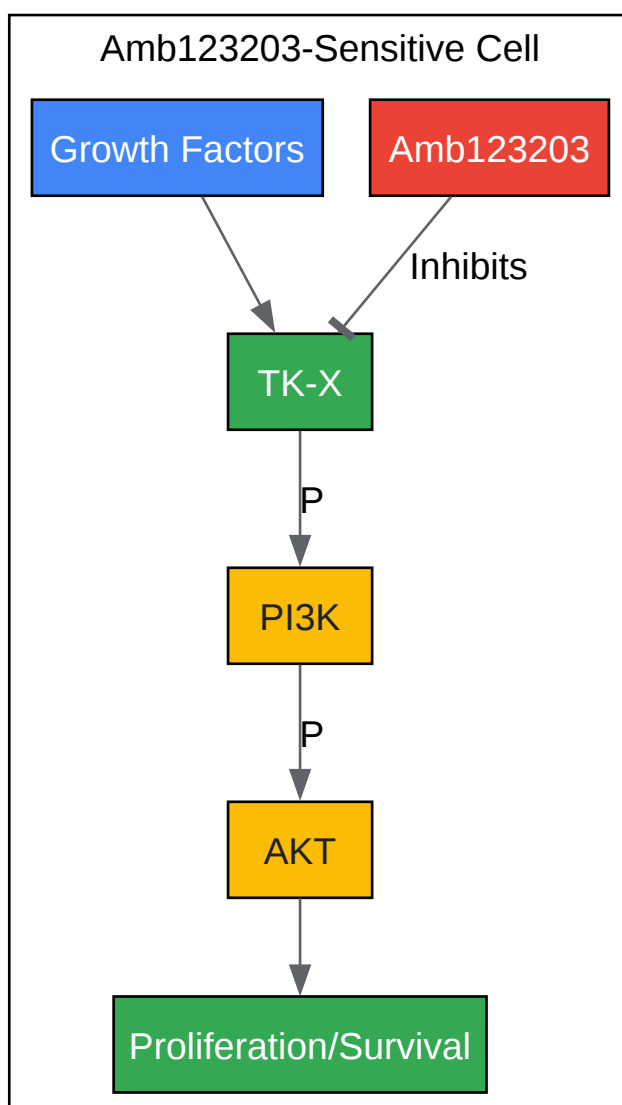 Amb123203-Sensitive Cell
Growth Factors
Amb123203
Inhibits
TK-X
P
PI3K
P
AKT
Proliferation/Survival